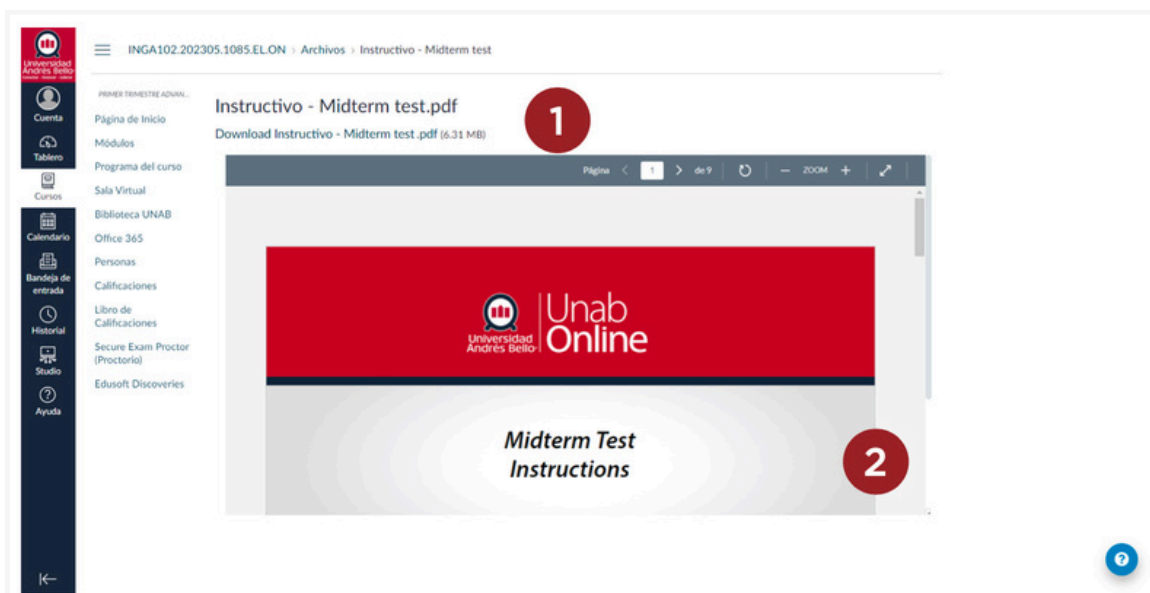 Universidad
Andrés Bello
INGA102.202305.1085.EL.ON > Archivos > Instructivo - Midterm test
Cuenta
Tablero
Cursos
Calendario
Bandeja de
entrada
Historial
Studio
Ayuda
PRIMER TRIMESTRE ADVAN...
Página de Inicio
Módulos
Programa del curso
Sala Virtual
Biblioteca UNAB
Office 365
Personas
Calificaciones
Libro de
Calificaciones
Secure Exam Proctor
(Proctorio)
Edusoft Discoveries
Instructivo - Midterm test.pdf
Download Instructivo - Midterm test .pdf (6.31 MB)
1
Página < 1 > de 9 — ZOOM +
Universidad
Andrés Bello
Unab
Online
Midterm Test
Instructions
2
?